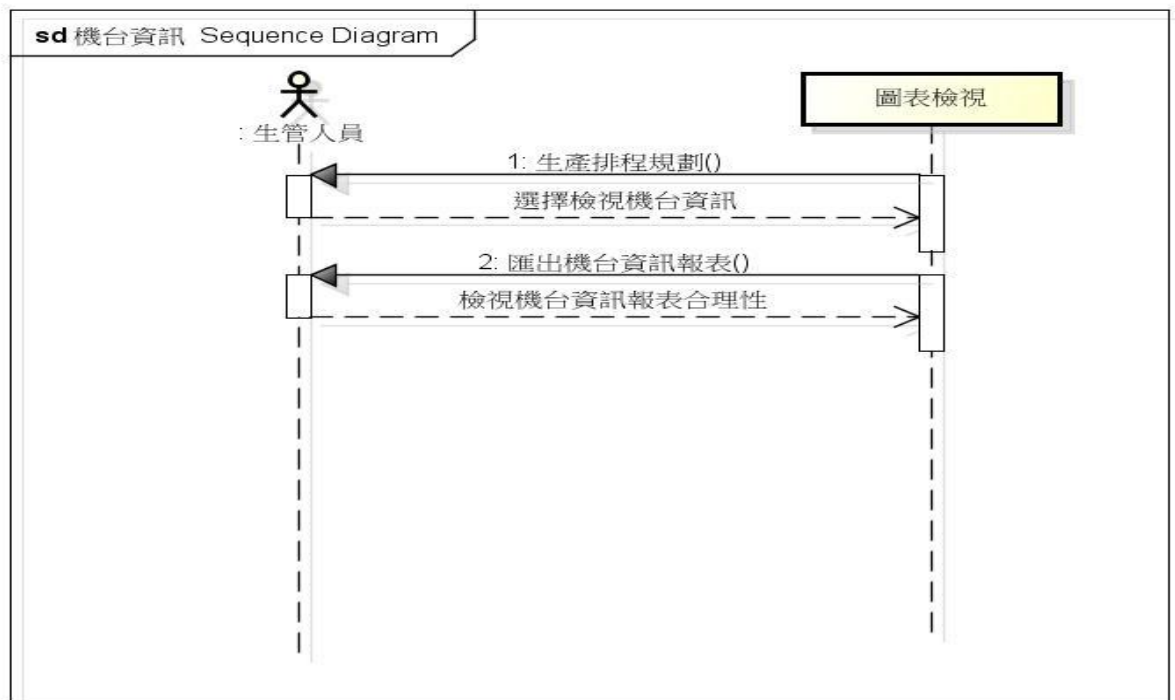 sd 機台資訊 Sequence Diagram
圖表檢視
: 生管人員
1: 生產排程規劃()
選擇檢視機台資訊
2: 匯出機台資訊報表()
檢視機台資訊報表合理性